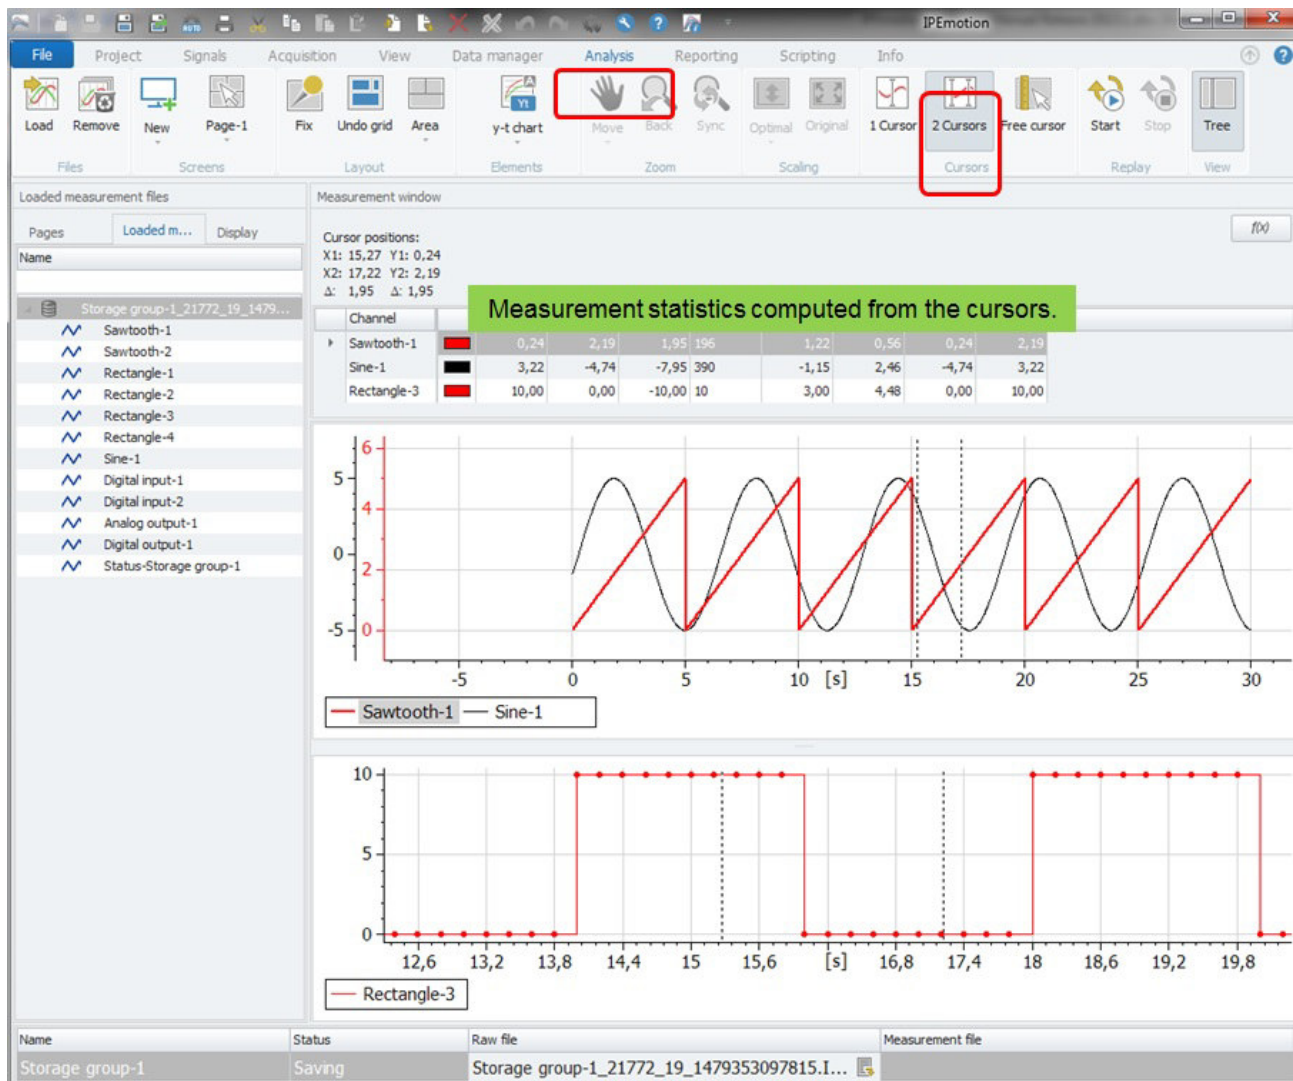 IPEmotion
File Project Signals Acquisition View Data manager Analysis Reporting Scripting Info
AUTO
Yt
Load Remove New Page-1 Fix Undo grid Area y-t chart Move Back Sync Optimal Original 1 Cursor 2 Cursors Free cursor Start Stop Tree
Files Screens Layout Elements Zoom Scaling Cursors Replay View
Loaded measurement files
Pages Loaded m... Display
Name
Storage group-1_21772_19_1479...
Sawtooth-1
Sawtooth-2
Rectangle-1
Rectangle-2
Rectangle-3
Rectangle-4
Sine-1
Digital input-1
Digital input-2
Analog output-1
Digital output-1
Status-Storage group-1
Measurement window
f(x)
Cursor positions:
X1: 15,27 Y1: 0,24
X2: 17,22 Y2: 2,19
Δ: 1,95 Δ: 1,95
Measurement statistics computed from the cursors.
Channel
Sawtooth-1 0,24 2,19 1,95 196 1,22 0,56 0,24 2,19
Sine-1 3,22 -4,74 -7,95 390 -1,15 2,46 -4,74 3,22
Rectangle-3 10,00 0,00 -10,00 10 3,00 4,48 0,00 10,00
6
5
4
0
2
-5 0
-5 0 5 10 [s] 15 20 25 30
Sawtooth-1 Sine-1
10
5
0
12,6 13,2 13,8 14,4 15 15,6 [s] 16,8 17,4 18 18,6 19,2 19,8
Rectangle-3
Name Status Raw file Measurement file
Storage group-1 Saving Storage group-1_21772_19_1479353097815.I...